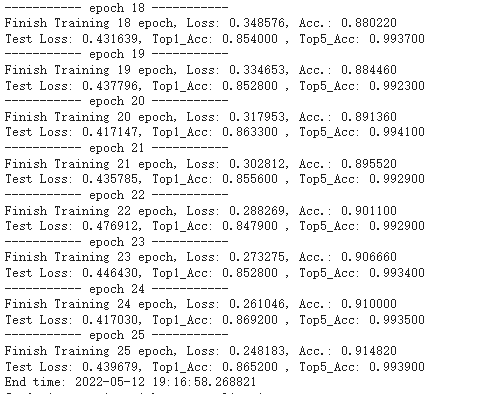 ----------- epoch 18 -----------
Finish Training 18 epoch, Loss: 0.348576, Acc.: 0.880220
Test Loss: 0.431639, Top1_Acc: 0.854000 , Top5_Acc: 0.993700
----------- epoch 19 -----------
Finish Training 19 epoch, Loss: 0.334653, Acc.: 0.884460
Test Loss: 0.437796, Top1_Acc: 0.852800 , Top5_Acc: 0.992300
----------- epoch 20 -----------
Finish Training 20 epoch, Loss: 0.317953, Acc.: 0.891360
Test Loss: 0.417147, Top1_Acc: 0.863300 , Top5_Acc: 0.994100
----------- epoch 21 -----------
Finish Training 21 epoch, Loss: 0.302812, Acc.: 0.895520
Test Loss: 0.435785, Top1_Acc: 0.855600 , Top5_Acc: 0.992900
----------- epoch 22 -----------
Finish Training 22 epoch, Loss: 0.288269, Acc.: 0.901100
Test Loss: 0.476912, Top1_Acc: 0.847900 , Top5_Acc: 0.992900
----------- epoch 23 -----------
Finish Training 23 epoch, Loss: 0.273275, Acc.: 0.906660
Test Loss: 0.446430, Top1_Acc: 0.852800 , Top5_Acc: 0.993400
----------- epoch 24 -----------
Finish Training 24 epoch, Loss: 0.261046, Acc.: 0.910000
Test Loss: 0.417030, Top1_Acc: 0.869200 , Top5_Acc: 0.993500
----------- epoch 25 -----------
Finish Training 25 epoch, Loss: 0.248183, Acc.: 0.914820
Test Loss: 0.439679, Top1_Acc: 0.865200 , Top5_Acc: 0.993900
End time: 2022-05-12 19:16:58.268821